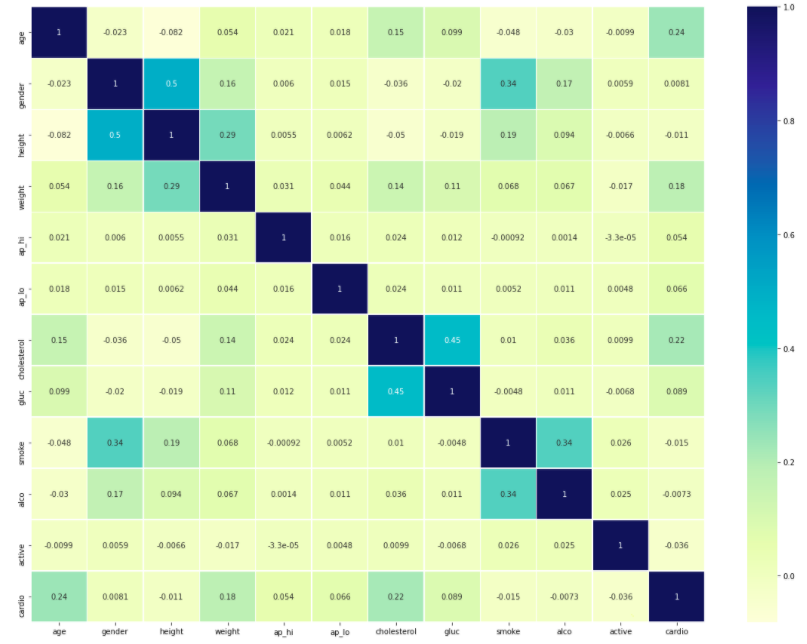 age 1 -0.023 -0.082 0.054 0.021 0.018 0.15 0.099 -0.048 -0.03 -0.0099 0.24
gender -0.023 1 0.5 0.16 0.006 0.015 -0.036 -0.02 0.34 0.17 0.0059 0.0081
height -0.082 0.5 1 0.29 0.0055 0.0062 -0.05 -0.019 0.19 0.094 -0.0066 -0.011
weight 0.054 0.16 0.29 1 0.031 0.044 0.14 0.11 0.068 0.067 -0.017 0.18
ap_hi 0.021 0.006 0.0055 0.031 1 0.016 0.024 0.012 -0.00092 0.0014 -3.3e-05 0.054
ap_lo 0.018 0.015 0.0062 0.044 0.016 1 0.024 0.011 0.0052 0.011 0.0048 0.066
cholesterol 0.15 -0.036 -0.05 0.14 0.024 0.024 1 0.45 0.01 0.036 0.0099 0.22
gluc 0.099 -0.02 -0.019 0.11 0.012 0.011 0.45 1 -0.0048 0.011 -0.0068 0.089
smoke -0.048 0.34 0.19 0.068 -0.00092 0.0052 0.01 -0.0048 1 0.34 0.026 -0.015
alco -0.03 0.17 0.094 0.067 0.0014 0.011 0.036 0.011 0.34 1 0.025 -0.0073
active -0.0099 0.0059 -0.0066 -0.017 -3.3e-05 0.0048 0.0099 -0.0068 0.026 0.025 1 -0.036
cardio 0.24 0.0081 -0.011 0.18 0.054 0.066 0.22 0.089 -0.015 -0.0073 -0.036 1
age gender height weight ap_hi ap_lo cholesterol gluc smoke alco active cardio
1.0
0.8
0.6
0.4
0.2
0.0